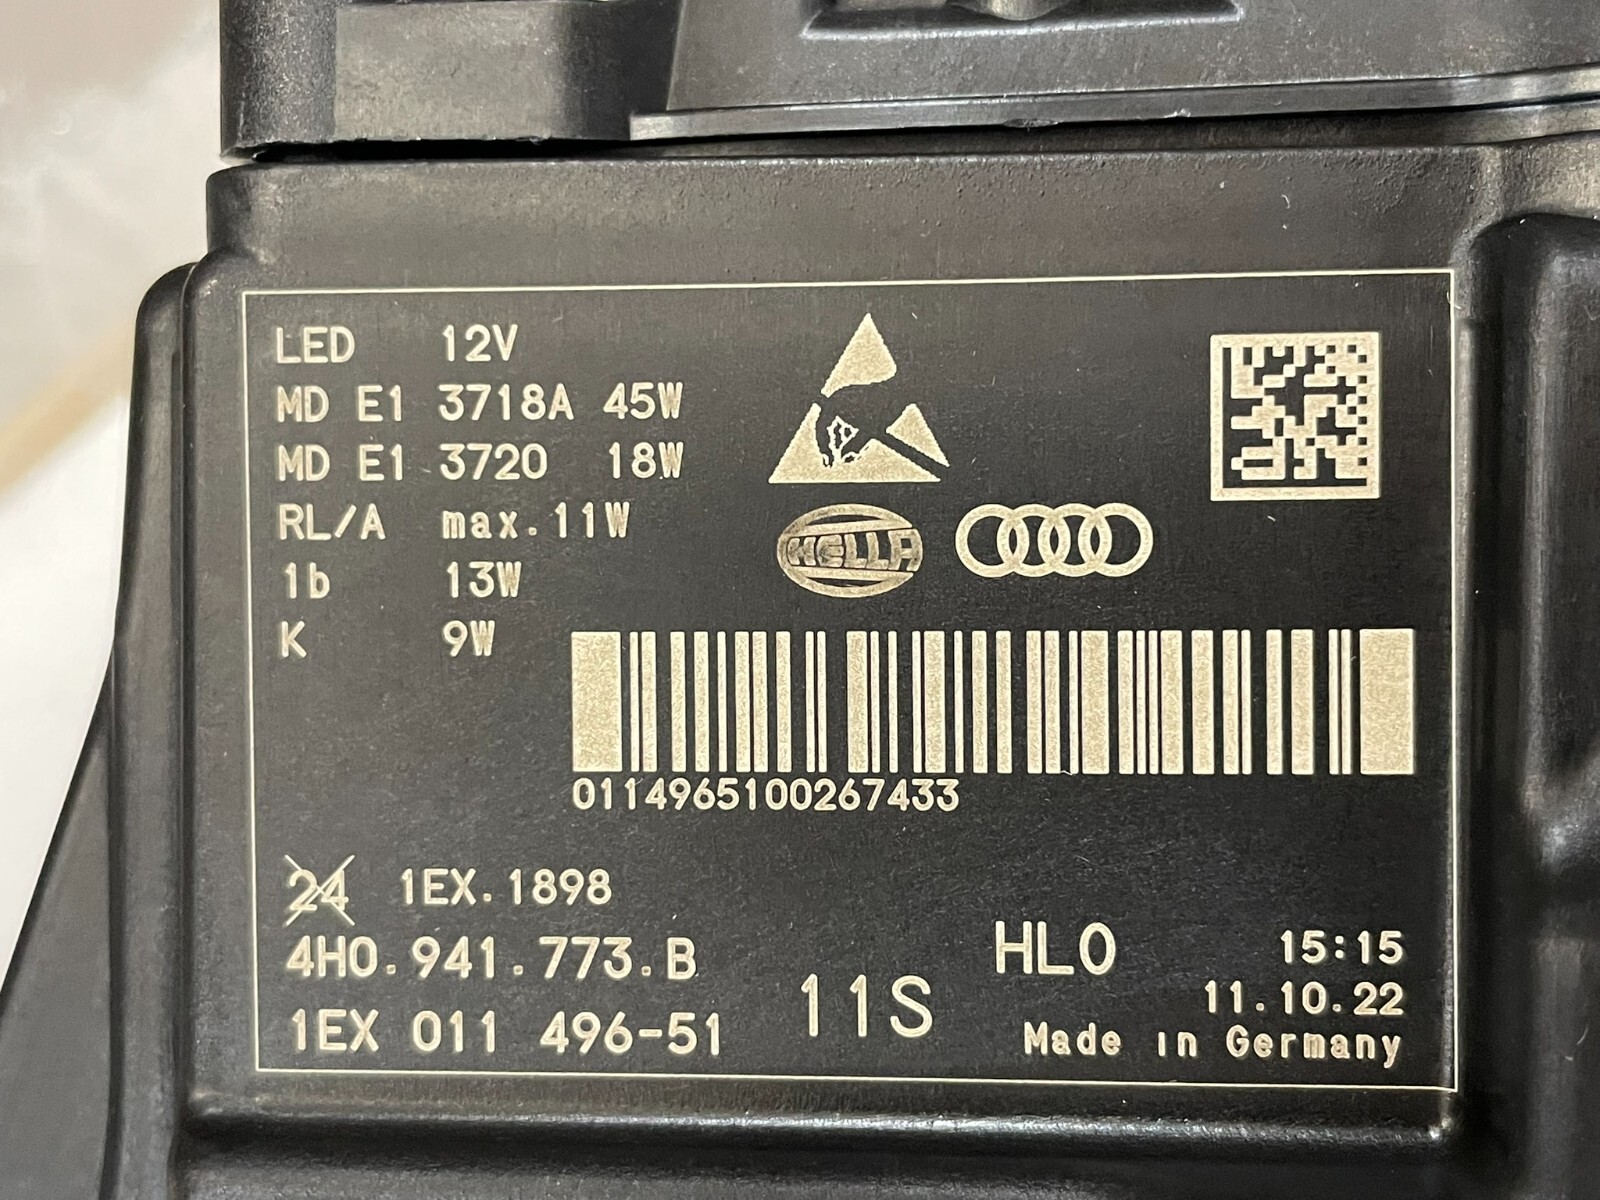 LED 12V
MD E1 3718A 45W
MD E1 3720 18W
RL/A max.11W
1b 13W
K 9W
HELLA
0114965100267433
24 1EX.1898
4H0.941.773.B
1EX 011 496-51
11S
HLO
15:15
11.10.22
Made in Germany